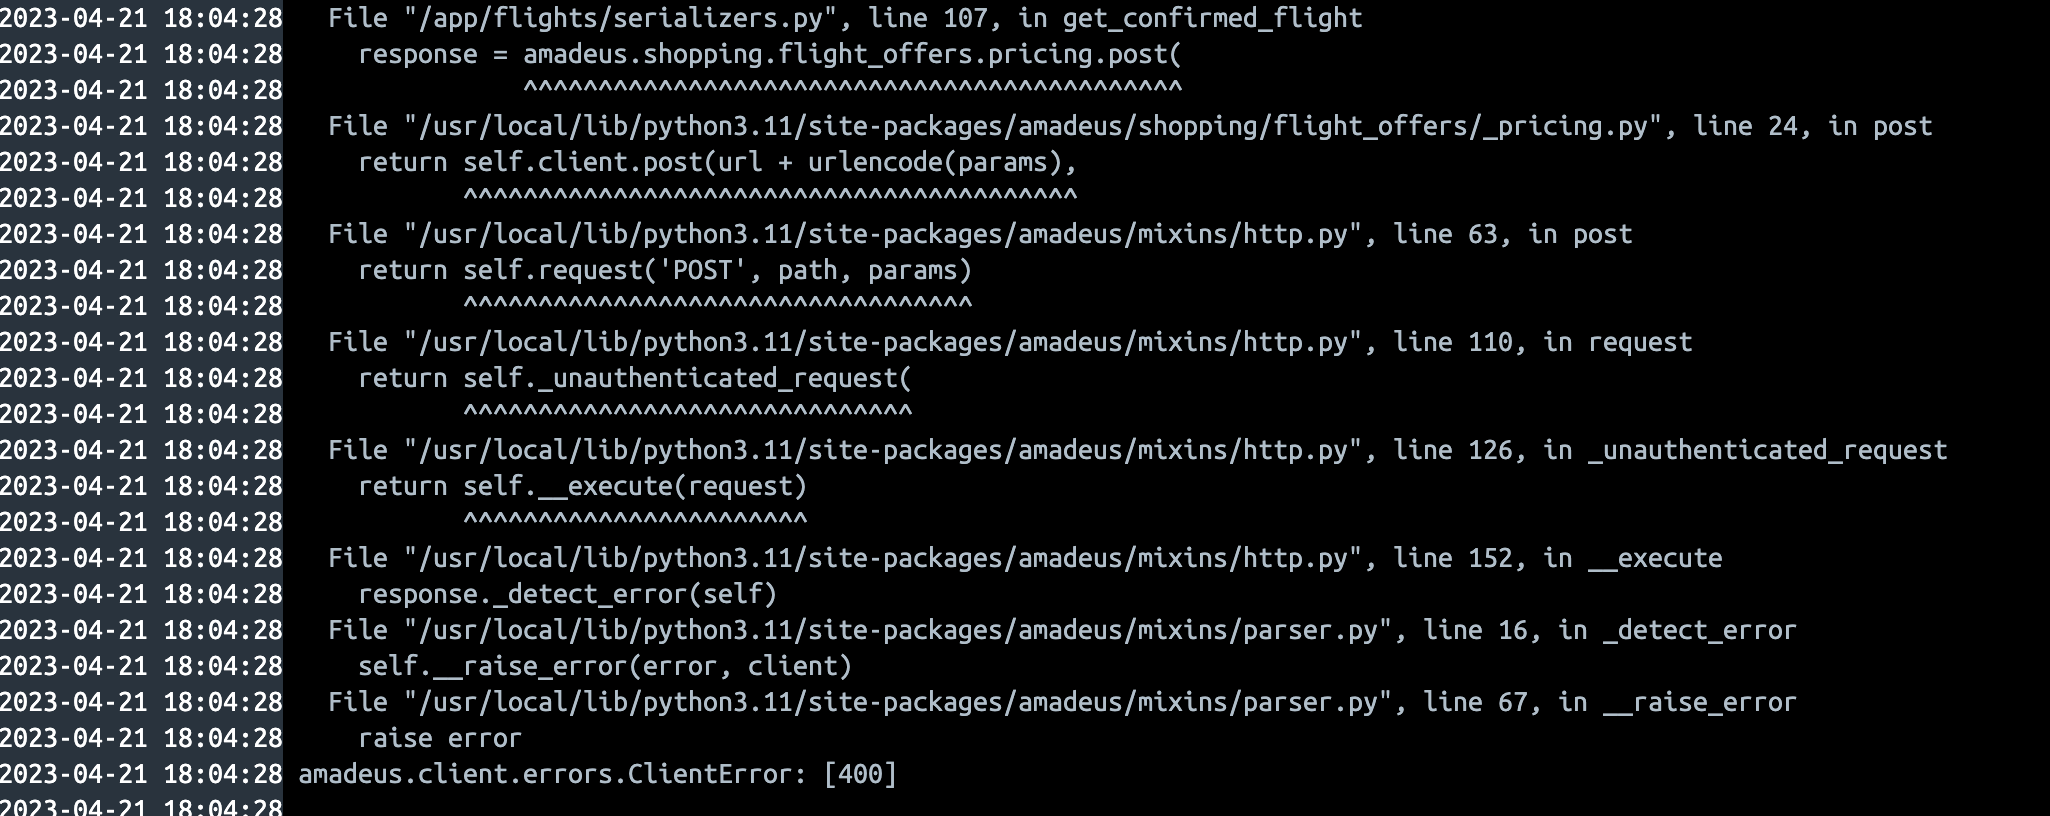 2023-04-21 18:04:28   File "/app/flights/serializers.py", line 107, in get_confirmed_flight
2023-04-21 18:04:28     response = amadeus.shopping.flight_offers.pricing.post(
2023-04-21 18:04:28                ^^^^^^^^^^^^^^^^^^^^^^^^^^^^^^^^^^^^^^^^^^^^
2023-04-21 18:04:28   File "/usr/local/lib/python3.11/site-packages/amadeus/shopping/flight_offers/_pricing.py", line 24, in post
2023-04-21 18:04:28     return self.client.post(url + urlencode(params),
2023-04-21 18:04:28            ^^^^^^^^^^^^^^^^^^^^^^^^^^^^^^^^^^^^^^^^^
2023-04-21 18:04:28   File "/usr/local/lib/python3.11/site-packages/amadeus/mixins/http.py", line 63, in post
2023-04-21 18:04:28     return self.request('POST', path, params)
2023-04-21 18:04:28            ^^^^^^^^^^^^^^^^^^^^^^^^^^^^^^^^^^
2023-04-21 18:04:28   File "/usr/local/lib/python3.11/site-packages/amadeus/mixins/http.py", line 110, in request
2023-04-21 18:04:28     return self._unauthenticated_request(
2023-04-21 18:04:28            ^^^^^^^^^^^^^^^^^^^^^^^^^^^^^^
2023-04-21 18:04:28   File "/usr/local/lib/python3.11/site-packages/amadeus/mixins/http.py", line 126, in _unauthenticated_request
2023-04-21 18:04:28     return self.__execute(request)
2023-04-21 18:04:28            ^^^^^^^^^^^^^^^^^^^^^^^
2023-04-21 18:04:28   File "/usr/local/lib/python3.11/site-packages/amadeus/mixins/http.py", line 152, in __execute
2023-04-21 18:04:28     response._detect_error(self)
2023-04-21 18:04:28   File "/usr/local/lib/python3.11/site-packages/amadeus/mixins/parser.py", line 16, in _detect_error
2023-04-21 18:04:28     self.__raise_error(error, client)
2023-04-21 18:04:28   File "/usr/local/lib/python3.11/site-packages/amadeus/mixins/parser.py", line 67, in __raise_error
2023-04-21 18:04:28     raise error
2023-04-21 18:04:28 amadeus.client.errors.ClientError: [400]
2023-04-21 18:04:28